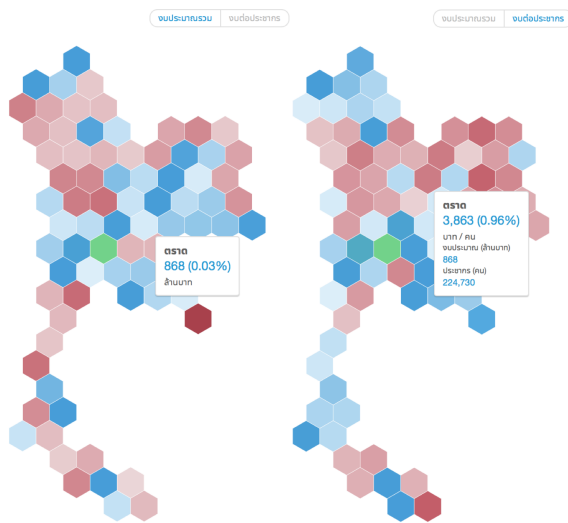 งบประมาณรวม งบต่อประชากร
งบประมาณรวม งบต่อประชากร
ตราด
868 (0.03%)
ล้านบาท
ตราด
3,863 (0.96%)
บาท / คน
งบประมาณ (ล้านบาท)
868
ประชากร (คน)
224,730